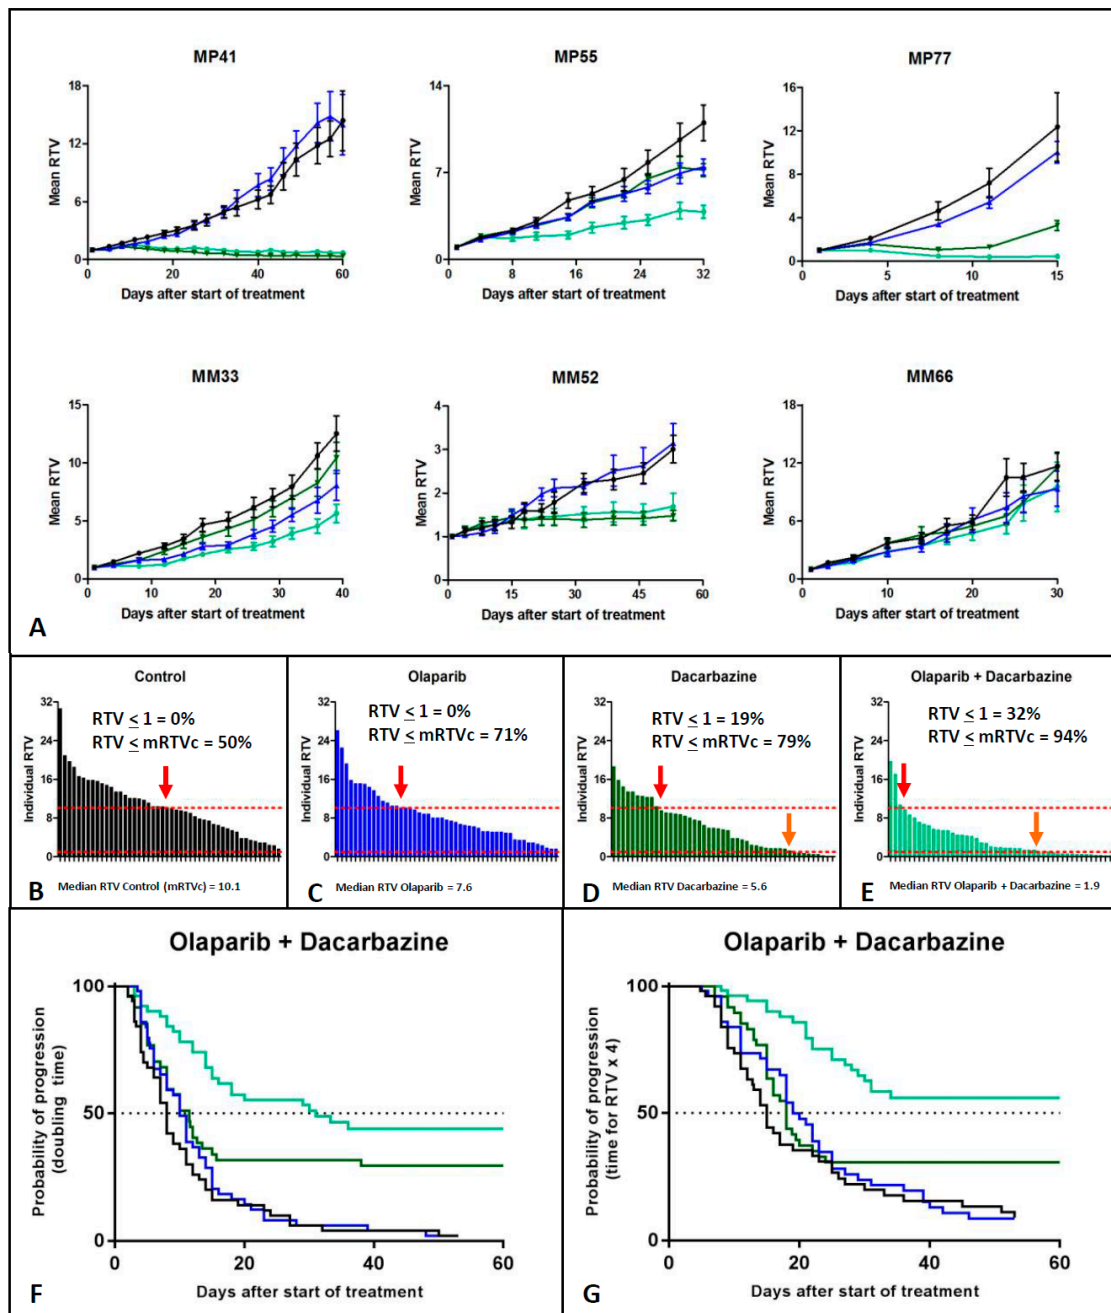 MP41
MP55
MP77
18
12
6
0
Mean RTV
0
20
40
60
Days after start of treatment
14
7
0
Mean RTV
0
8
16
24
32
Days after start of treatment
16
12
8
4
0
Mean RTV
0
5
10
15
Days after start of treatment
MM33
MM52
MM66
15
10
5
0
Mean RTV
0
10
20
30
40
Days after start of treatment
4
3
2
1
0
Mean RTV
0
15
30
45
60
Days after start of treatment
18
12
6
0
Mean RTV
0
10
20
30
Days after start of treatment
A
Control
32
24
16
8
0
Individual RTV
RTV ≤ 1 = 0%
RTV ≤ mRTVc = 50%
B
Median RTV Control (mRTVc) = 10.1
Olaparib
32
24
16
8
0
Individual RTV
RTV ≤ 1 = 0%
RTV ≤ mRTVc = 71%
C
Median RTV Olaparib = 7.6
Dacarbazine
32
24
16
8
0
Individual RTV
RTV ≤ 1 = 19%
RTV ≤ mRTVc = 79%
D
Median RTV Dacarbazine = 5.6
Olaparib + Dacarbazine
32
24
16
8
0
Individual RTV
RTV ≤ 1 = 32%
RTV ≤ mRTVc = 94%
E
Median RTV Olaparib + Dacarbazine = 1.9
Olaparib + Dacarbazine
100
50
0
Probability of progression
(doubling time)
0
20
40
60
Days after start of treatment
F
Olaparib + Dacarbazine
100
50
0
Probability of progression
(time for RTV x 4)
0
20
40
60
Days after start of treatment
G